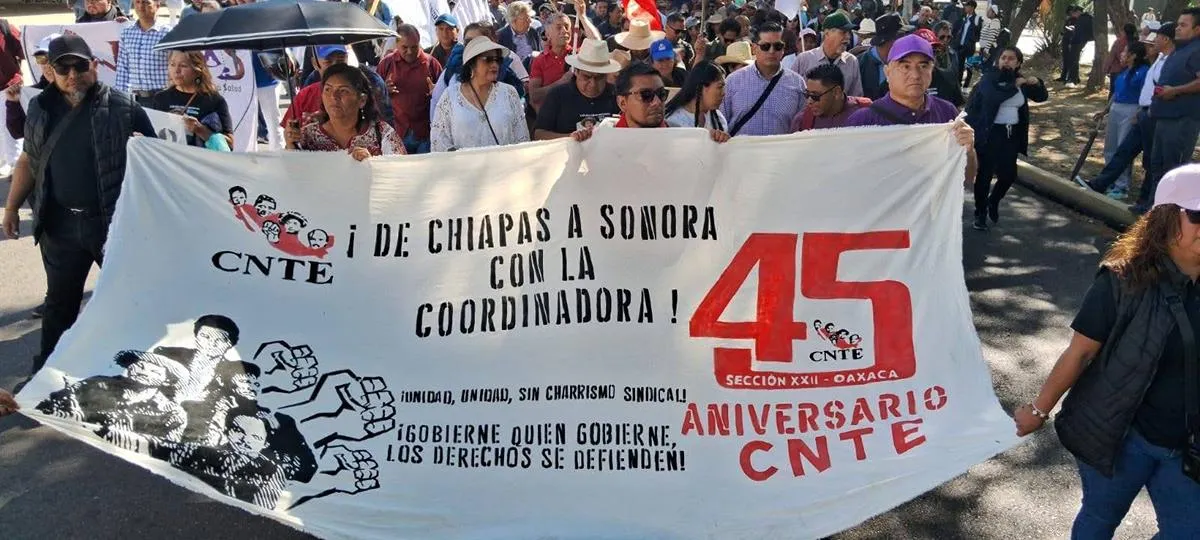 CNTE
¡ DE CHIAPAS A SONORA
CON LA
COORDINADORA !
¡UNIDAD, UNIDAD, SIN CHARRISMO SINDICAL!
¡GOBIERNE QUIEN GOBIERNE,
LOS DERECHOS SE DEFIENDEN!
45
CNTE
SECCIÓN XXII - OAXACA
ANIVERSARIO
CNTE